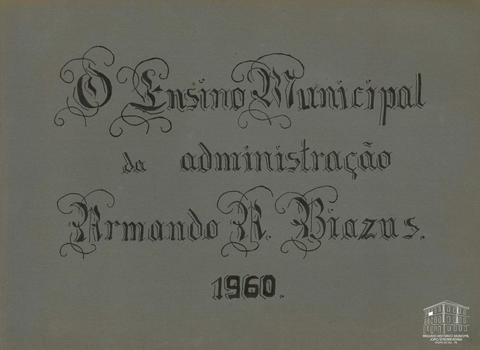 O Ensino Municipal
da administração
Armando R. Biazus.
1960.